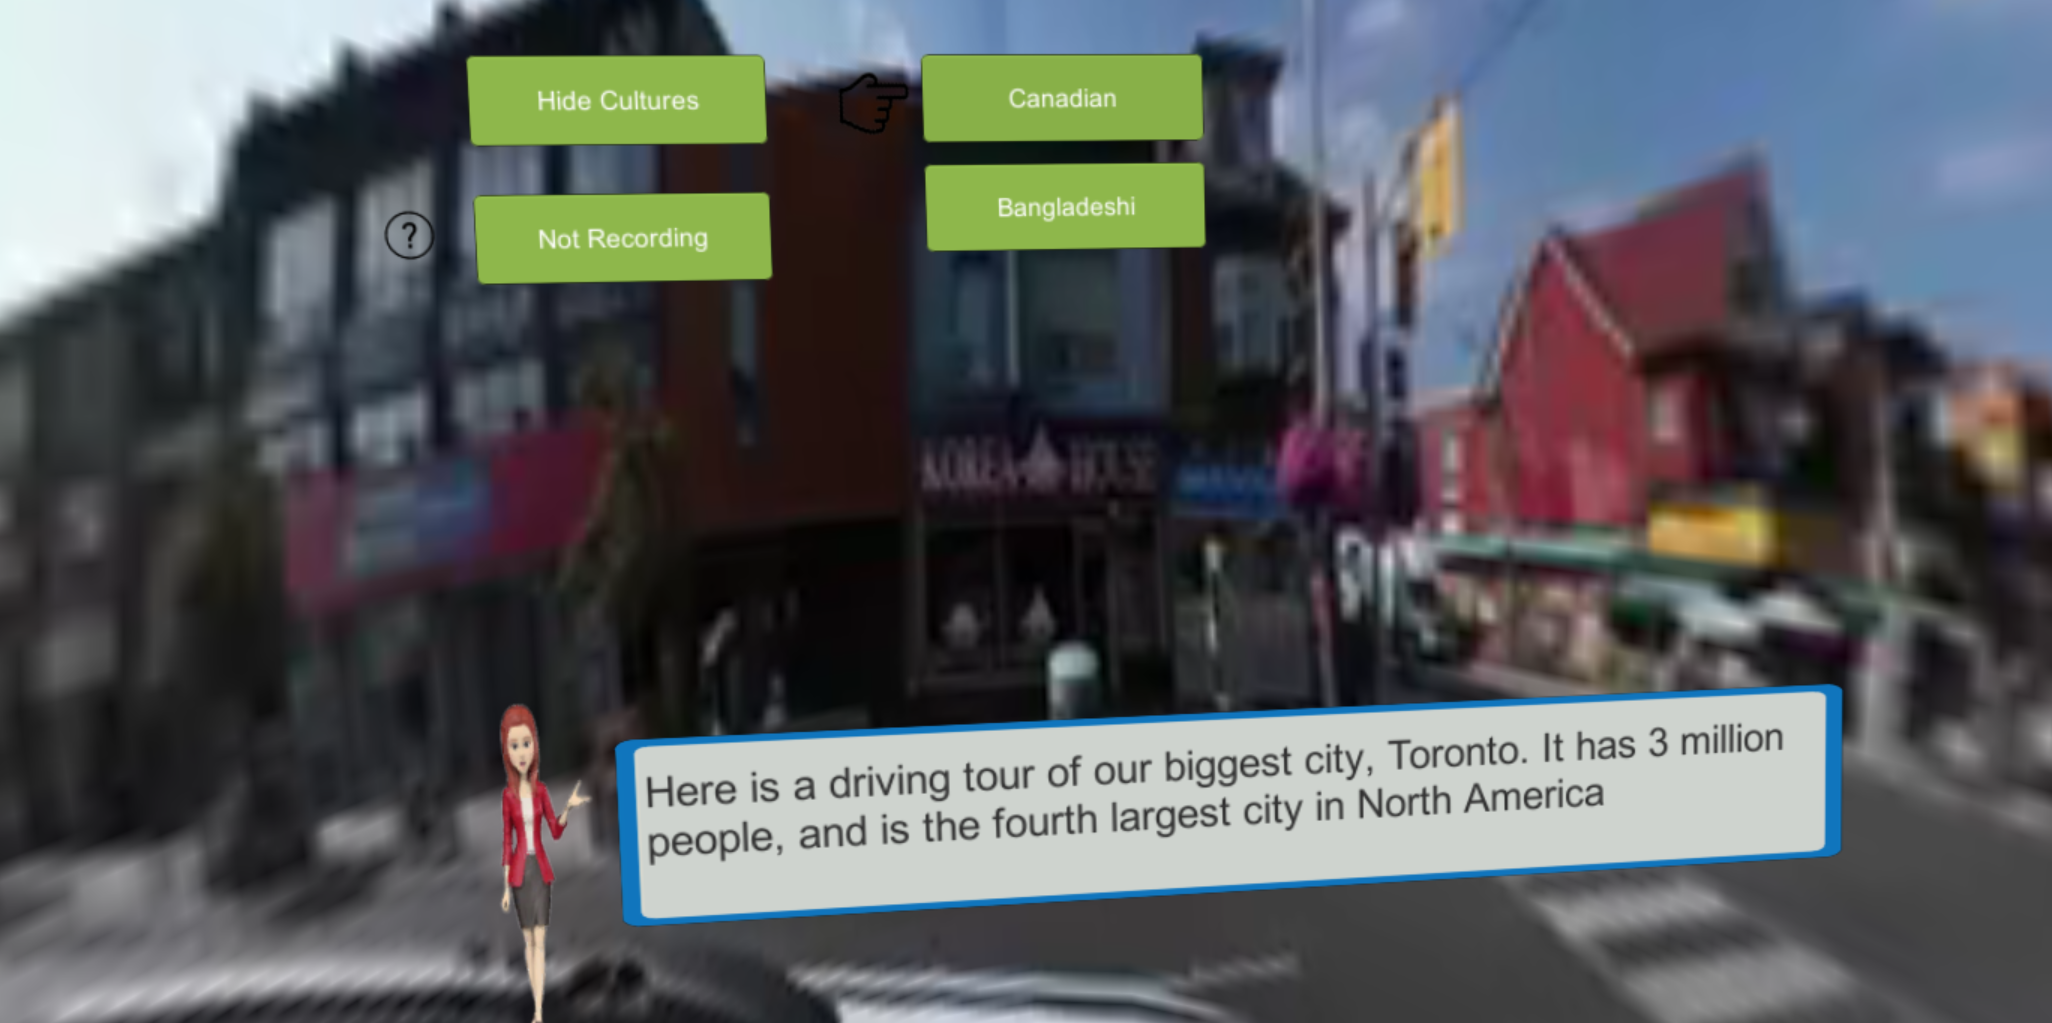 Hide Cultures
Canadian
Bangladeshi
?
Not Recording
KOREA HOUSE
Here is a driving tour of our biggest city, Toronto. It has 3 million
people, and is the fourth largest city in North America